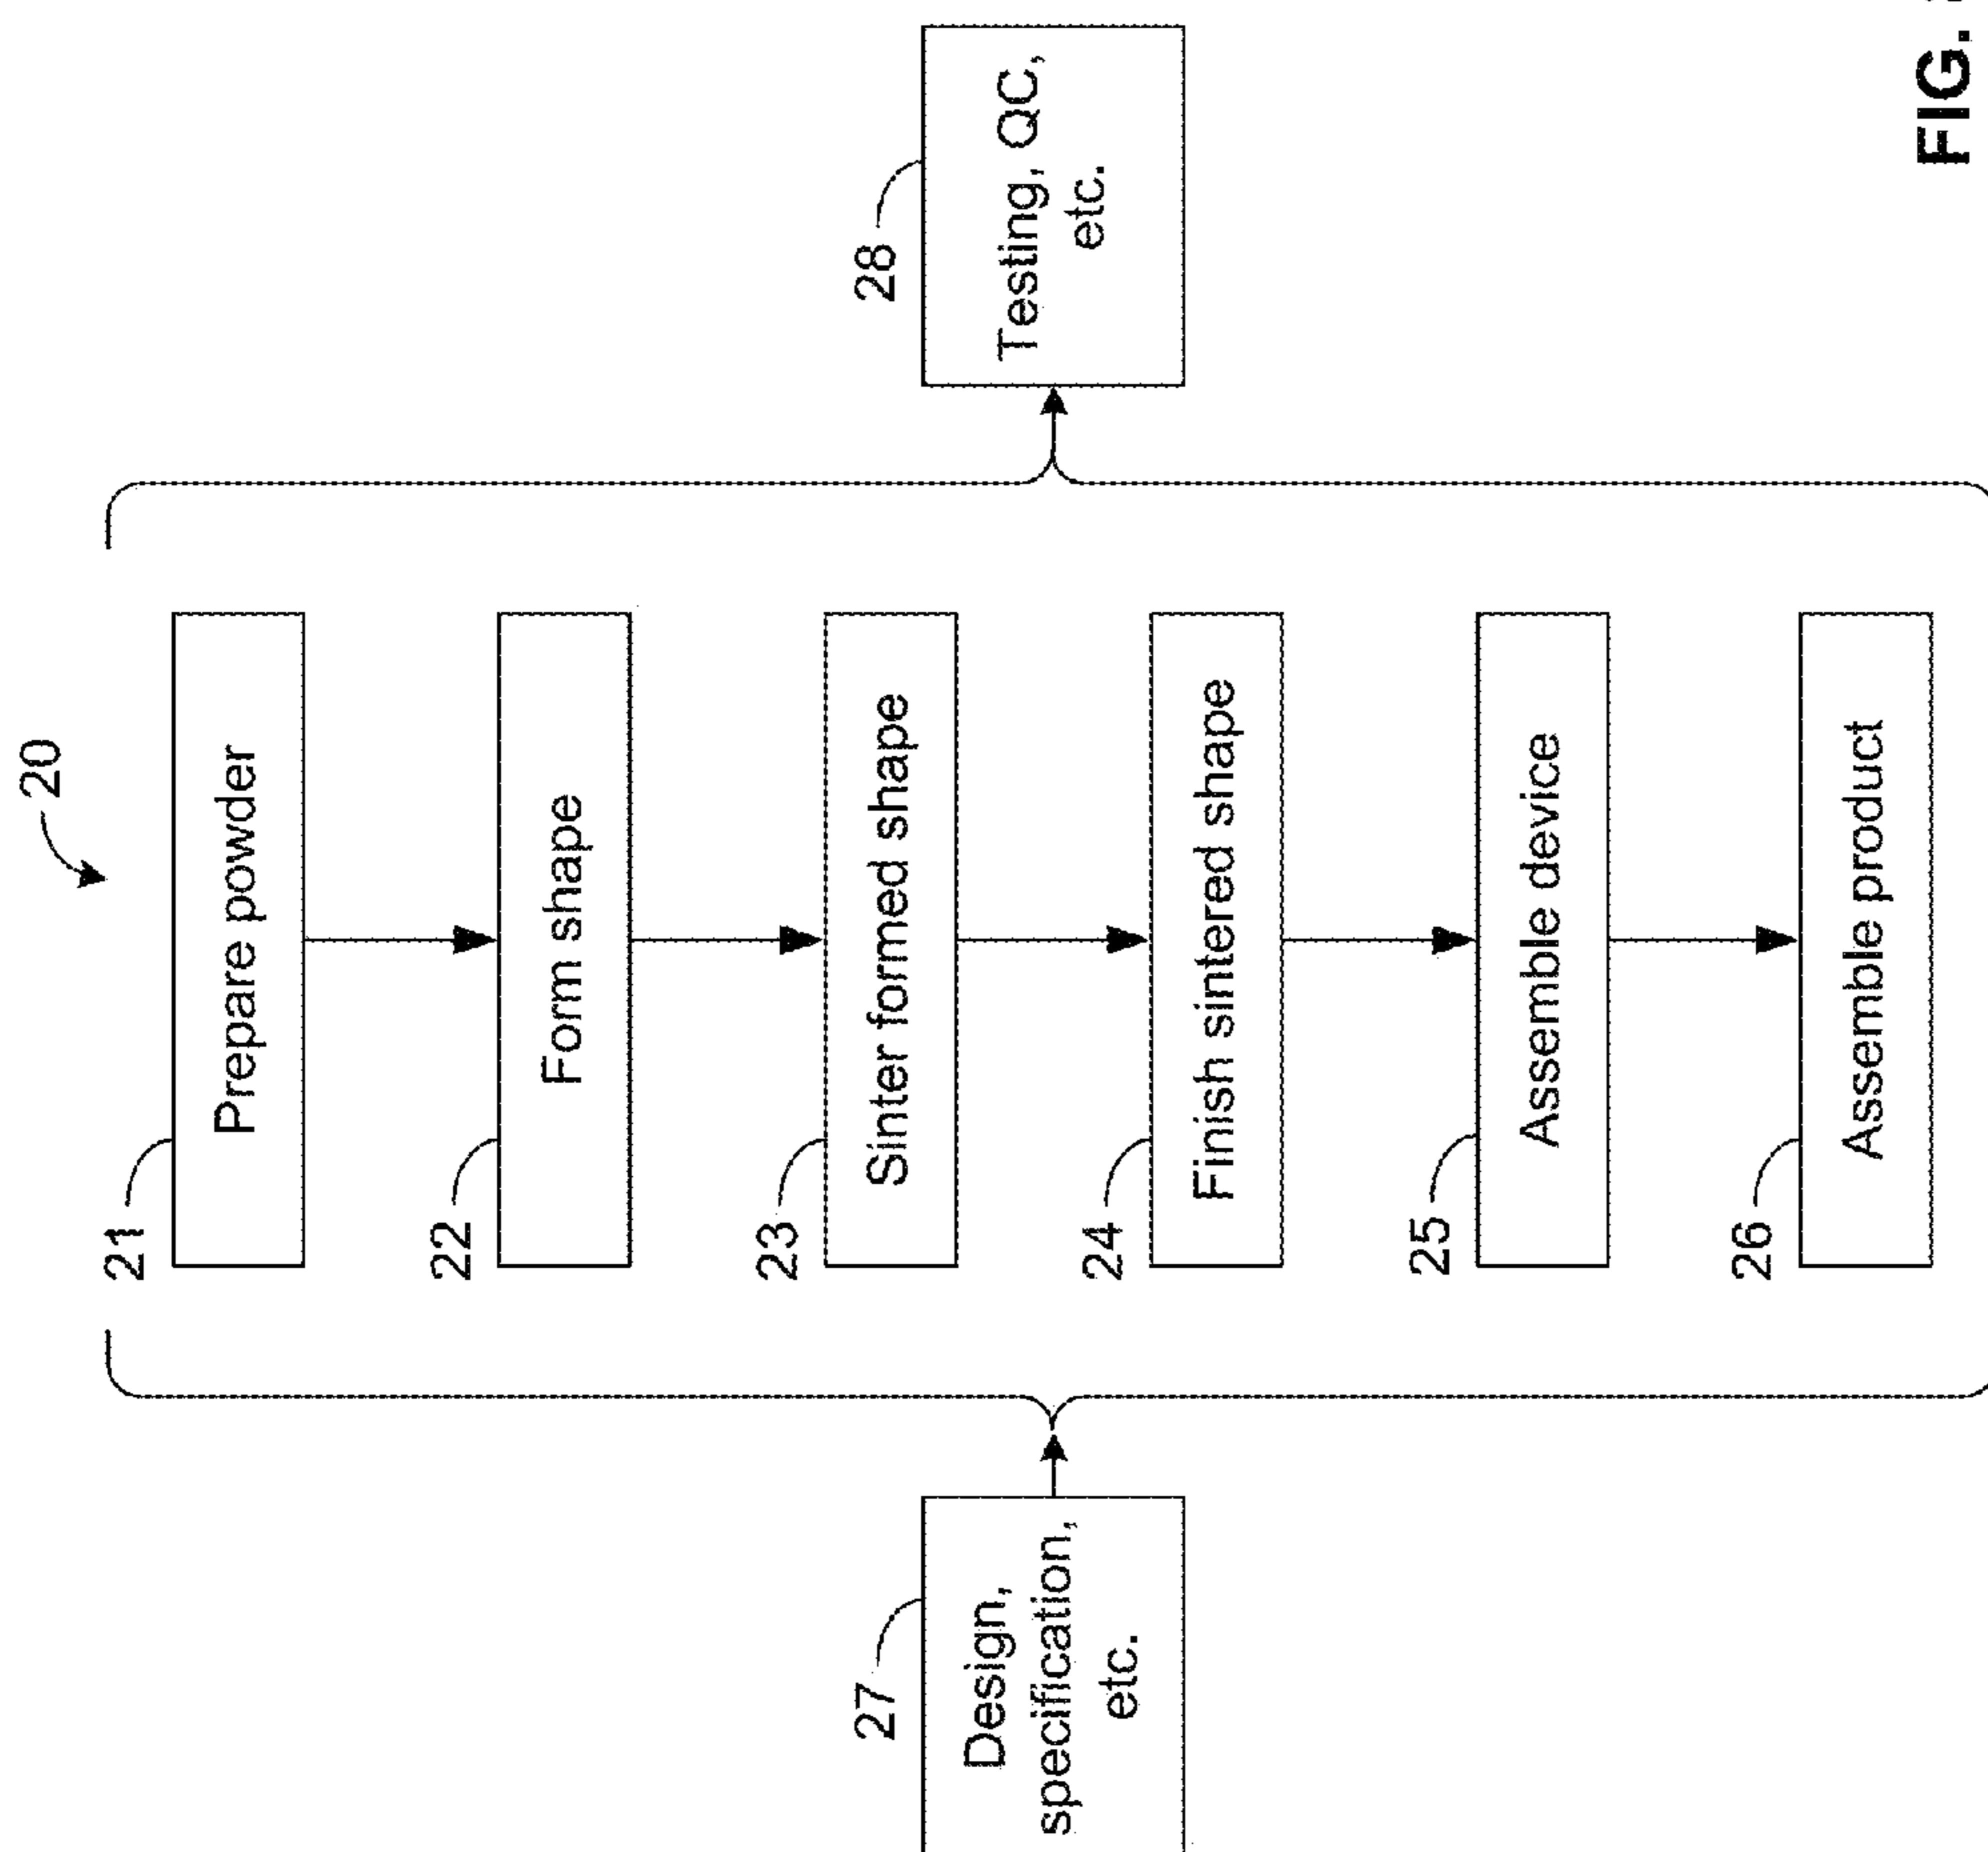 20
21
Prepare powder
22
Form shape
23
Sinter formed shape
24
Finish sintered shape
25
Assemble device
26
Assemble product
27
Design,
specification,
etc.
28
Testing, QC,
etc.
FIG.